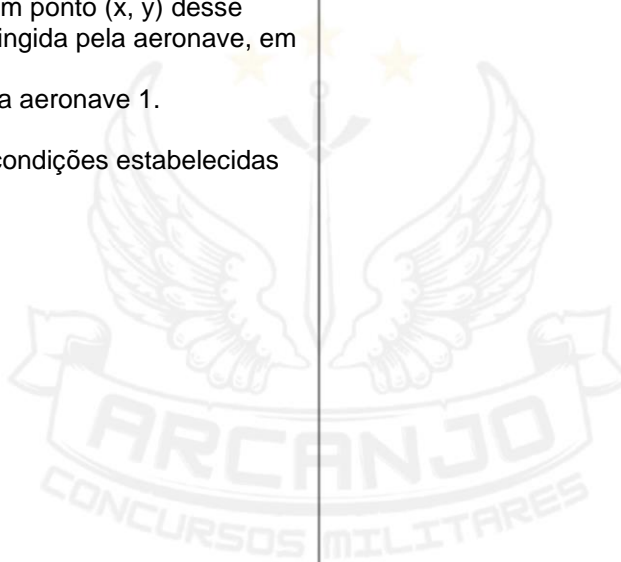 m ponto (x, y) desse
ingida pela aeronave, em
a aeronave 1.
condições estabelecidas
ARCANJO
CONCURSOS MILITARES